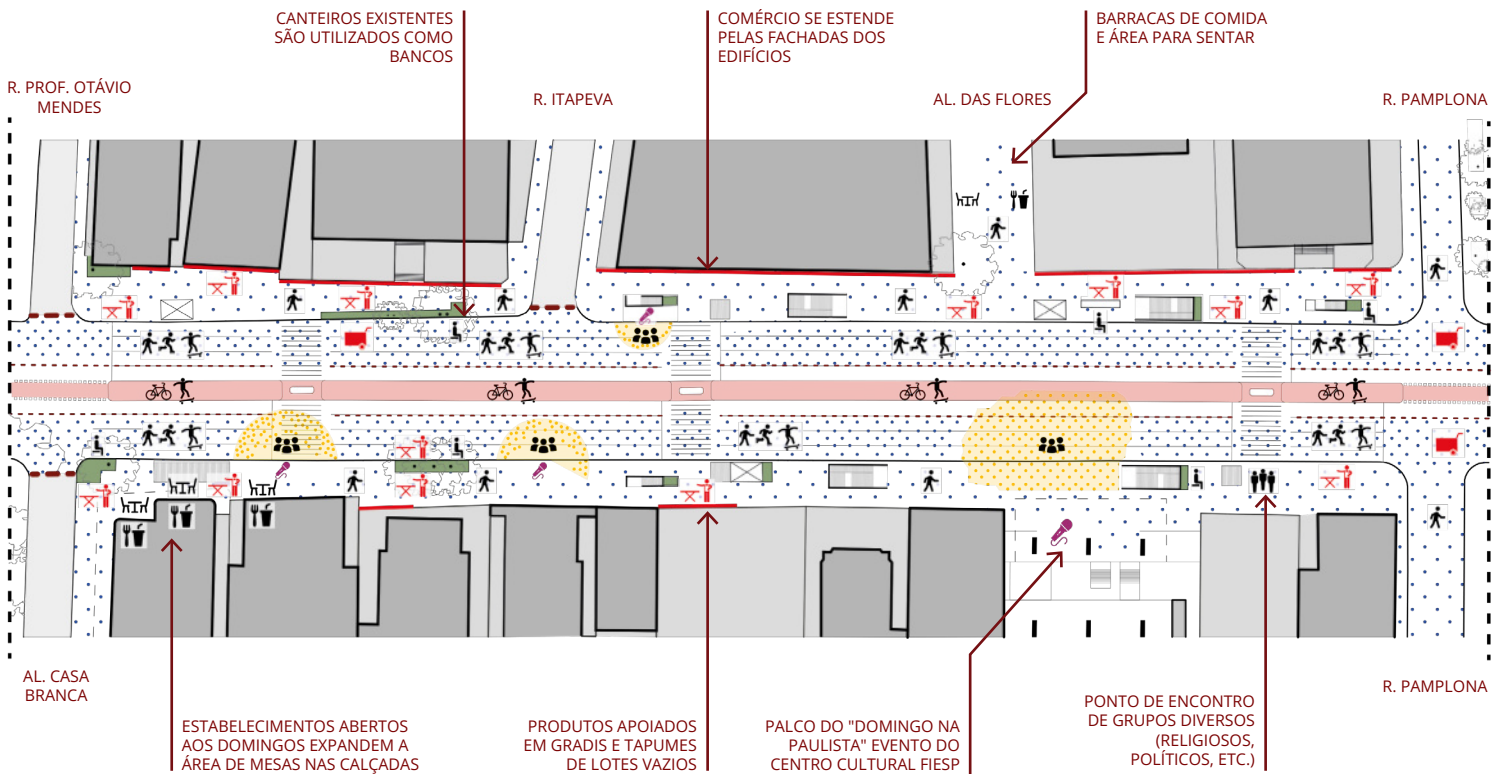 CANTEIROS EXISTENTES
SÃO UTILIZADOS COMO
BANCOS
COMÉRCIO SE ESTENDE
PELAS FACHADAS DOS
EDIFÍCIOS
BARRACAS DE COMIDA
E ÁREA PARA SENTAR
R. PROF. OTÁVIO
MENDES
R. ITAPEVA
AL. DAS FLORES
R. PAMPLONA
AL. CASA
BRANCA
R. PAMPLONA
ESTABELECIMENTOS ABERTOS
AOS DOMINGOS EXPANDEM A
ÁREA DE MESAS NAS CALÇADAS
PRODUTOS APOIADOS
EM GRADIS E TAPUMES
DE LOTES VAZIOS
PALCO DO "DOMINGO NA
PAULISTA" EVENTO DO
CENTRO CULTURAL FIESP
PONTO DE ENCONTRO
DE GRUPOS DIVERSOS
(RELIGIOSOS,
POLÍTICOS, ETC.)